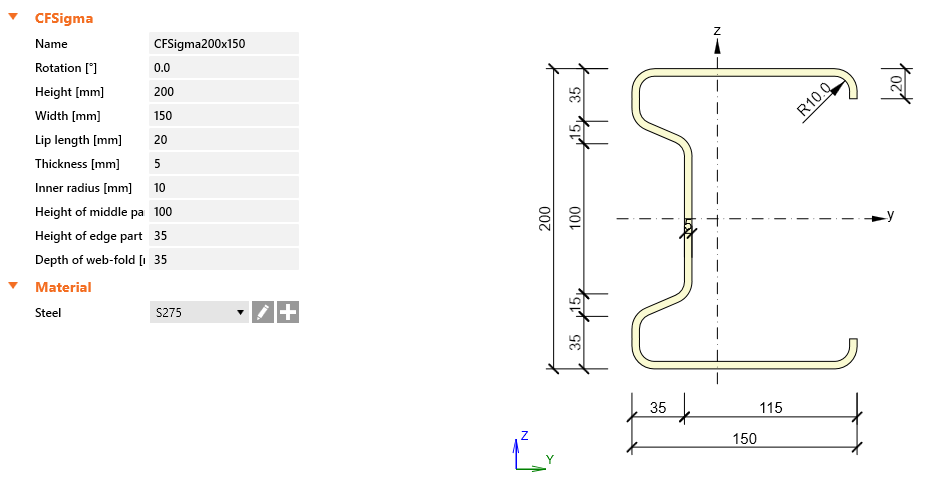 CFSigma
Name CFSigma200x150
Rotation [°] 0.0
Height [mm] 200
Width [mm] 150
Lip length [mm] 20
Thickness [mm] 5
Inner radius [mm] 10
Height of middle pa 100
Height of edge part 35
Depth of web-fold [ 35
Material
Steel S275
z
35
20
R10.0
15
200
100
y
5
15
35
35
115
150
Z
Y